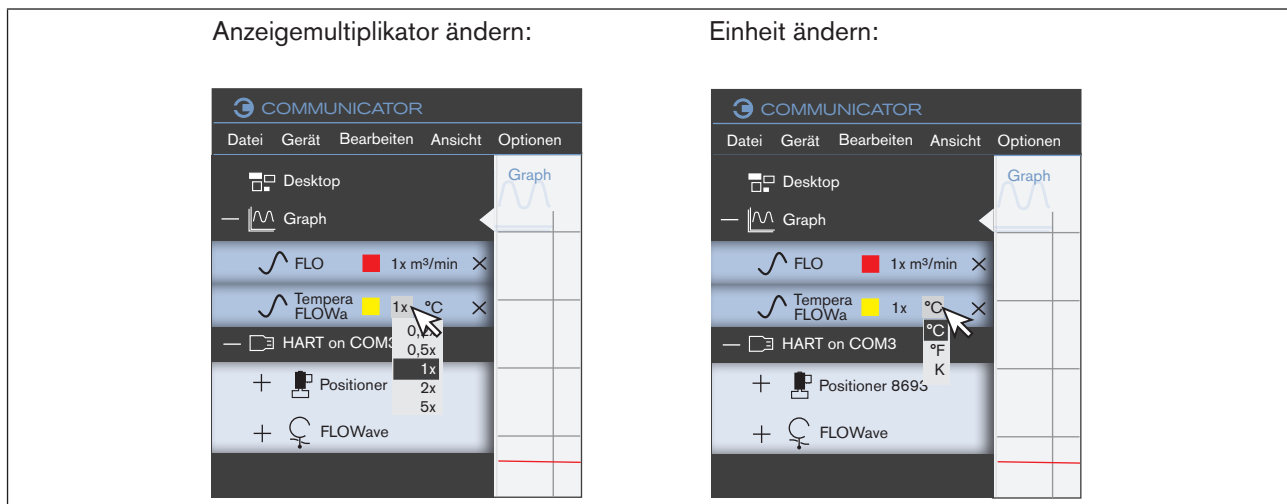 Anzeigemultiplikator ändern:
COMMUNICATOR
Datei Gerät Bearbeiten Ansicht Optionen
Desktop
Graph
Graph
FLO 1x m³/min
Tempera
FLOWa 1x °C
0,5x
1x
2x
5x
HART on COM3
Positioner
FLOWave
Einheit ändern:
COMMUNICATOR
Datei Gerät Bearbeiten Ansicht Optionen
Desktop
Graph
Graph
FLO 1x m³/min
Tempera
FLOWa 1x °C
°C
°F
K
HART on COM3
Positioner 8693
FLOWave